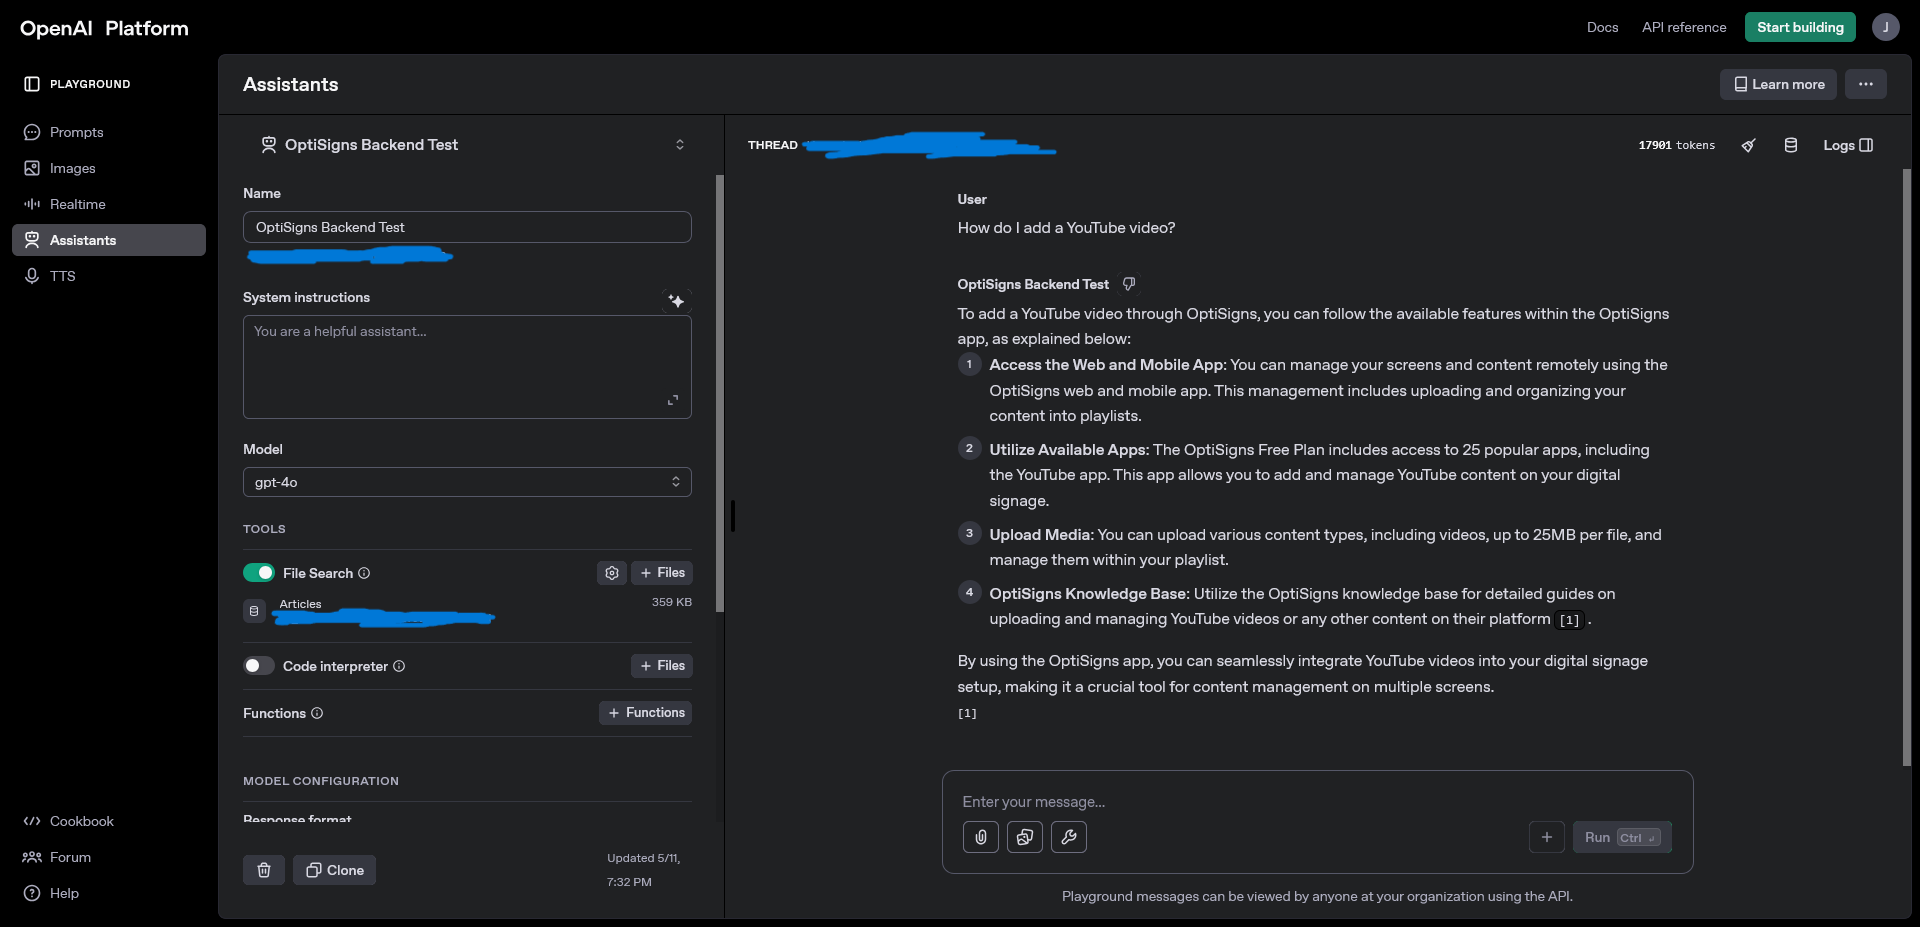 OpenAI Platform
Docs
API reference
Start building
J
PLAYGROUND
Prompts
Images
Realtime
Assistants
TTS
Cookbook
Forum
Help
Assistants
Learn more
OptiSigns Backend Test
Name
OptiSigns Backend Test
System instructions
You are a helpful assistant...
Model
gpt-4o
TOOLS
File Search
+ Files
Articles
359 KB
Code interpreter
+ Files
Functions
+ Functions
MODEL CONFIGURATION
Response format
Clone
Updated 5/11,
7:32 PM
THREAD
17901 tokens
Logs
User
How do I add a YouTube video?
OptiSigns Backend Test
To add a YouTube video through OptiSigns, you can follow the available features within the OptiSigns
app, as explained below:
1 Access the Web and Mobile App: You can manage your screens and content remotely using the
OptiSigns web and mobile app. This management includes uploading and organizing your
content into playlists.
2 Utilize Available Apps: The OptiSigns Free Plan includes access to 25 popular apps, including
the YouTube app. This app allows you to add and manage YouTube content on your digital
signage.
3 Upload Media: You can upload various content types, including videos, up to 25MB per file, and
manage them within your playlist.
4 OptiSigns Knowledge Base: Utilize the OptiSigns knowledge base for detailed guides on
uploading and managing YouTube videos or any other content on their platform [1] .
By using the OptiSigns app, you can seamlessly integrate YouTube videos into your digital signage
setup, making it a crucial tool for content management on multiple screens.
[1]
Enter your message...
Run Ctrl ↵
Playground messages can be viewed by anyone at your organization using the API.